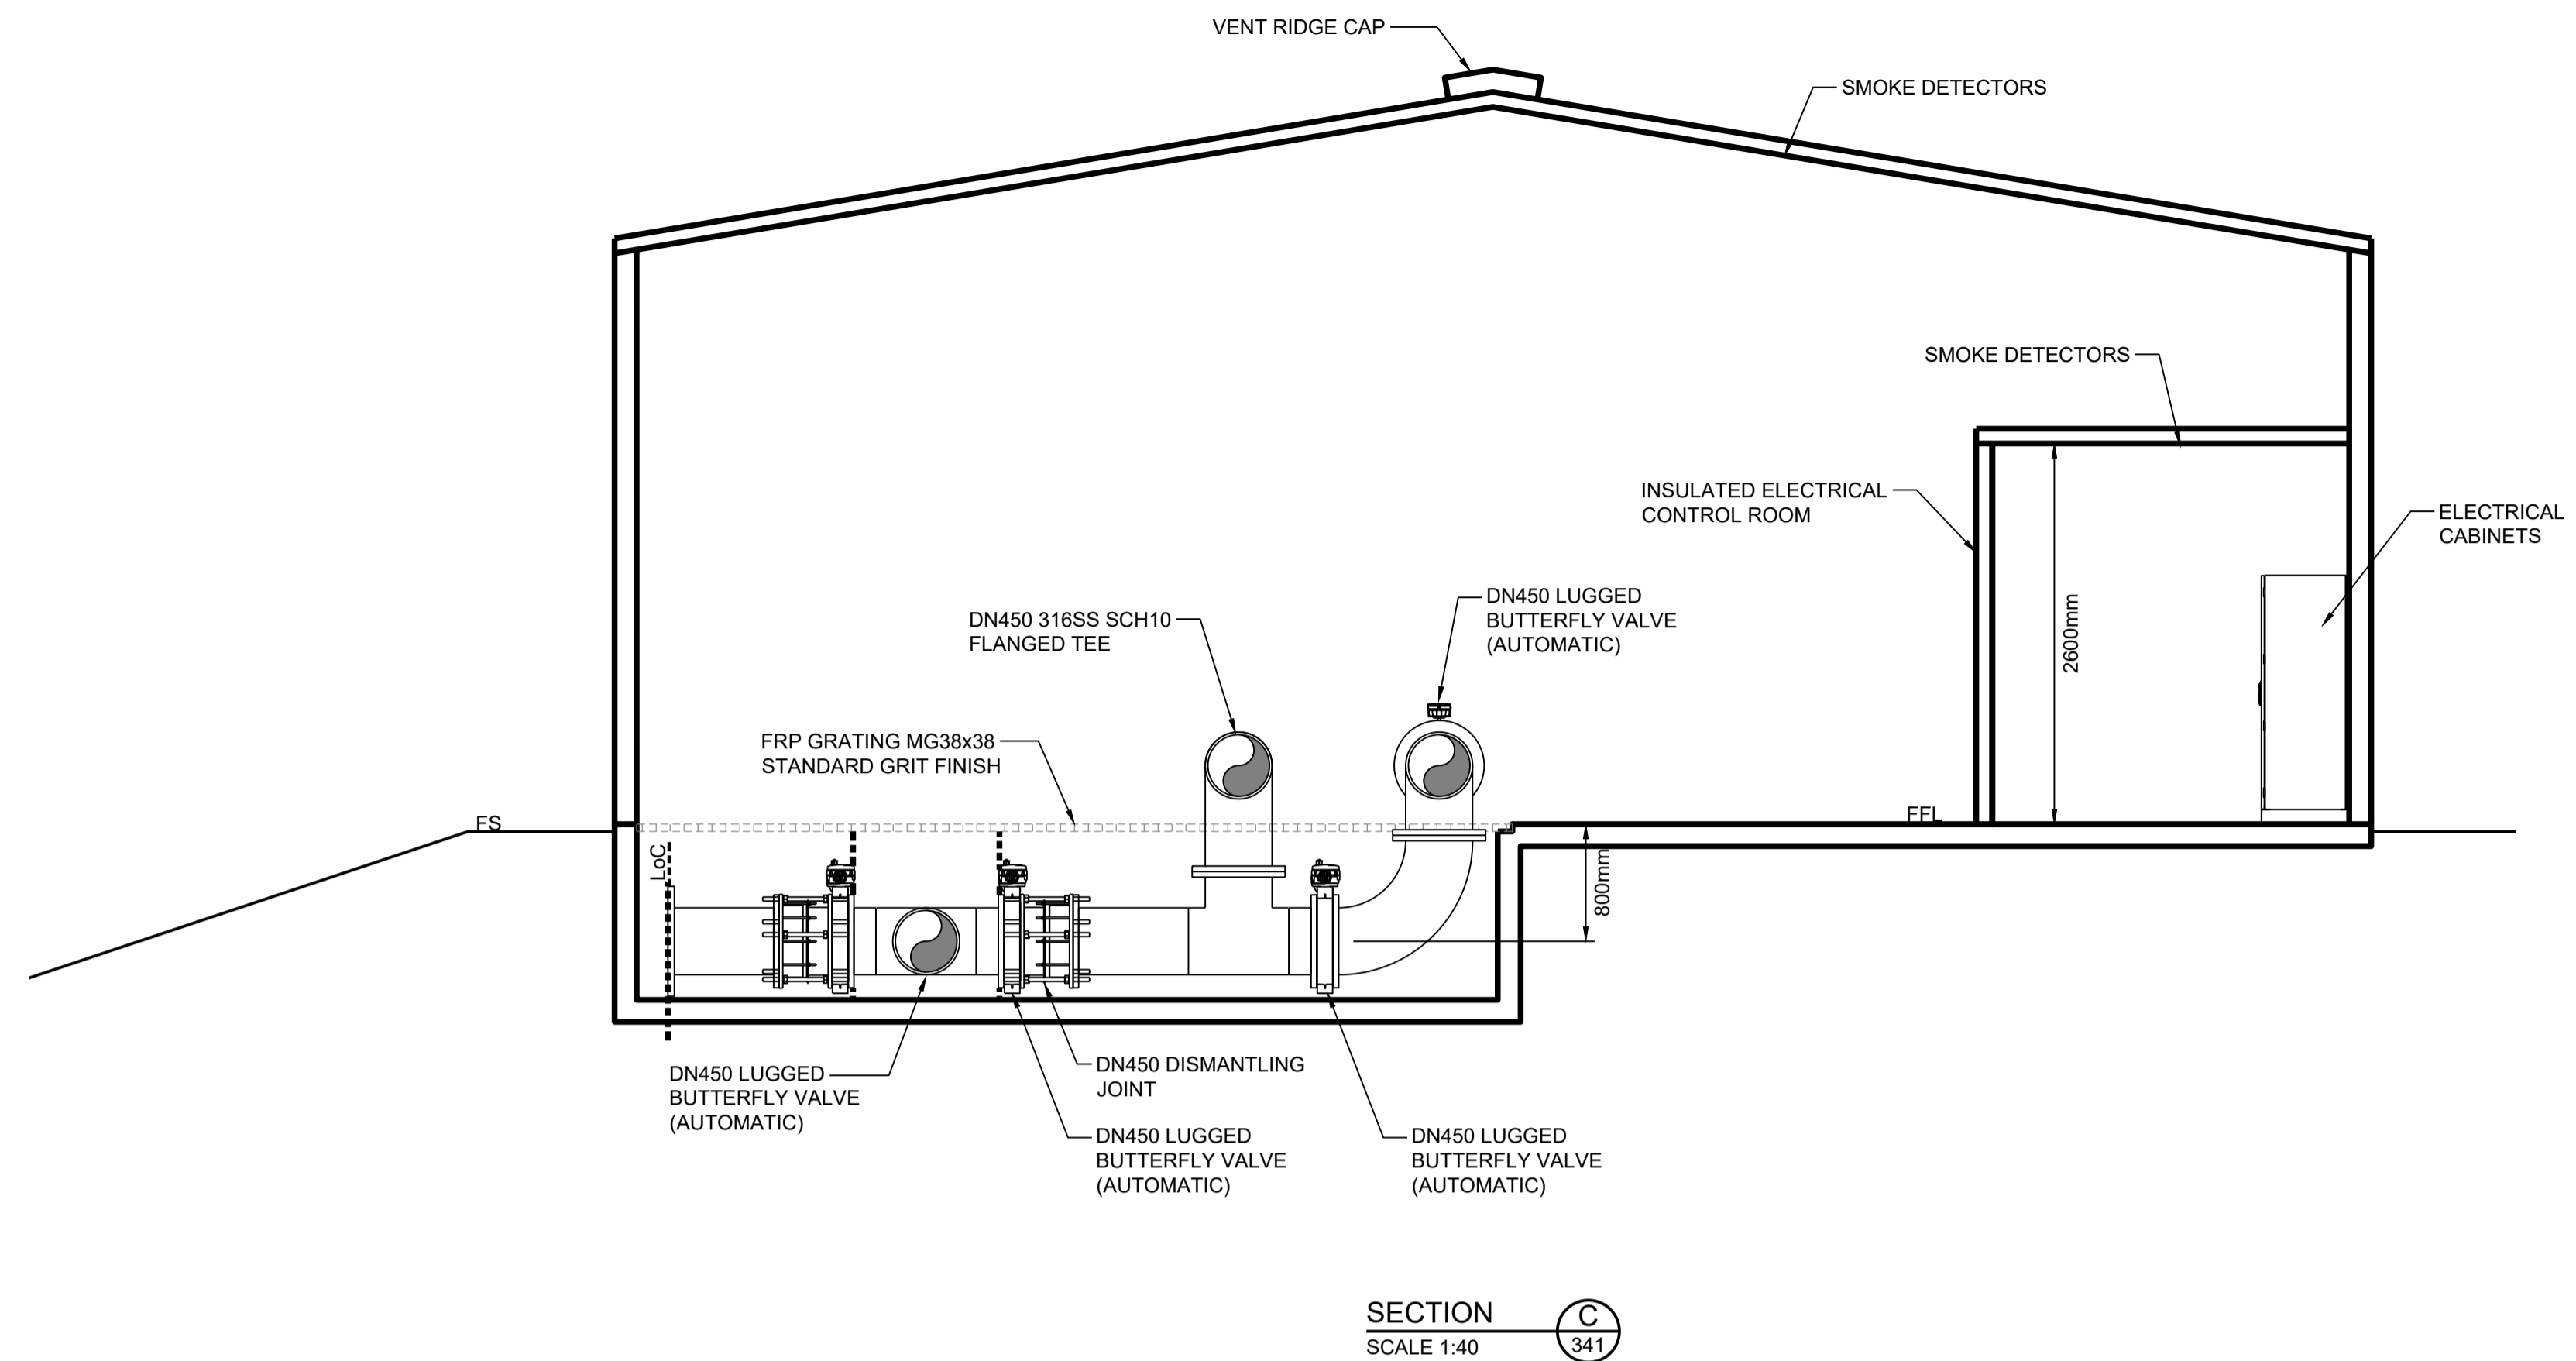 VENT RIDGE CAP
SMOKE DETECTORS
SMOKE DETECTORS
INSULATED ELECTRICAL
CONTROL ROOM
ELECTRICAL
CABINETS
2600mm
DN450 LUGGED
BUTTERFLY VALVE
(AUTOMATIC)
DN450 316SS SCH10
FLANGED TEE
FRP GRATING MG38x38
STANDARD GRIT FINISH
FS
FFL
LoC
800mm
DN450 LUGGED
BUTTERFLY VALVE
(AUTOMATIC)
DN450 DISMANTLING
JOINT
DN450 LUGGED
BUTTERFLY VALVE
(AUTOMATIC)
DN450 LUGGED
BUTTERFLY VALVE
(AUTOMATIC)
SECTION
SCALE 1:40
C
341